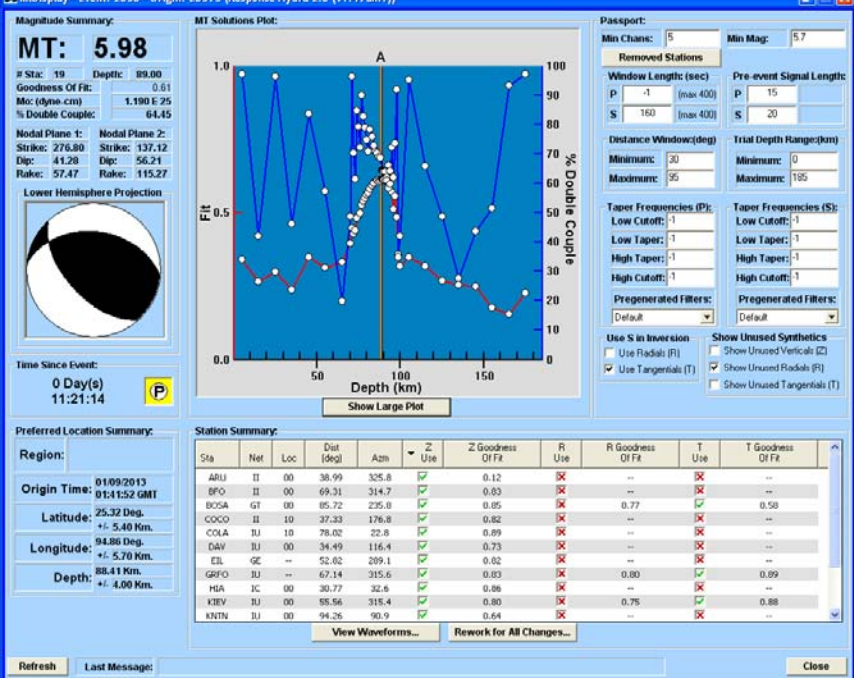 Magnitude Summary:
MT: 5.98
# Sta: 19 Depth: 89.00
Goodness Of Fit: 0.61
Mo: (dyne-cm) 1.190 E 25
% Double Couple: 64.45
Nodal Plane 1: Nodal Plane 2:
Strike: 276.80 Strike: 137.12
Dip: 41.28 Dip: 56.21
Rake: 57.47 Rake: 115.27
Lower Hemisphere Projection
Time Since Event:
0 Day(s)
11:21:14
P
MT Solutions Plot:
A
1.0
0.5
0.0
Fit
100
90
80
70
60
50
40
30
20
10
0
% Double Couple
50 100 150
Depth (km)
Show Large Plot
Passport:
Min Chans: 5 Min Mag: 5.7
Removed Stations
Window Length: (sec) Pre-event Signal Length:
P -1 (max 400) P 15
S 160 (max 400) S 20
Distance Window:(deg) Trial Depth Range:(km)
Minimum: 30 Minimum: 0
Maximum: 95 Maximum: 185
Taper Frequencies (P): Taper Frequencies (S):
Low Cutoff: -1 Low Cutoff: -1
Low Taper: -1 Low Taper: -1
High Taper: -1 High Taper: -1
High Cutoff: -1 High Cutoff: -1
Pregenerated Filters: Pregenerated Filters:
Default Default
Use S in Inversion Show Unused Synthetics
Use Radials (R) Show Unused Verticals (Z)
Use Tangentials (T) Show Unused Radials (R)
Show Unused Tangentials (T)
Preferred Location Summary:
Region:
Origin Time: 01/09/2013
01:41:52 GMT
Latitude: 25.32 Deg.
+/- 5.40 Km.
Longitude: 94.86 Deg.
+/- 5.70 Km.
Depth: 88.41 Km.
+/- 4.00 Km.
Station Summary:
Sta Net Loc Dist (deg) Azm Z Use Z Goodness Of Fit R Use R Goodness Of Fit T Use T Goodness Of Fit
ARU II 00 38.99 325.8 0.12 -- --
BFO II 00 69.31 314.7 0.83 -- --
BOSA GT 00 85.72 235.8 0.85 0.77 0.58
COCO II 10 37.33 176.8 0.82 -- --
COLA IU 10 78.02 22.8 0.89 -- --
DAV IU 00 34.49 116.4 0.73 -- --
EIL GE -- 52.82 289.1 0.82 -- --
GRFO IU -- 67.14 315.6 0.83 0.80 0.89
HIA IC 00 30.77 32.6 0.86 -- --
KIEV IU 00 55.56 315.4 0.80 0.75 0.88
KNTN IU 00 94.26 90.9 0.64 -- --
View Waveforms... Rework for All Changes...
Refresh Last Message: Close